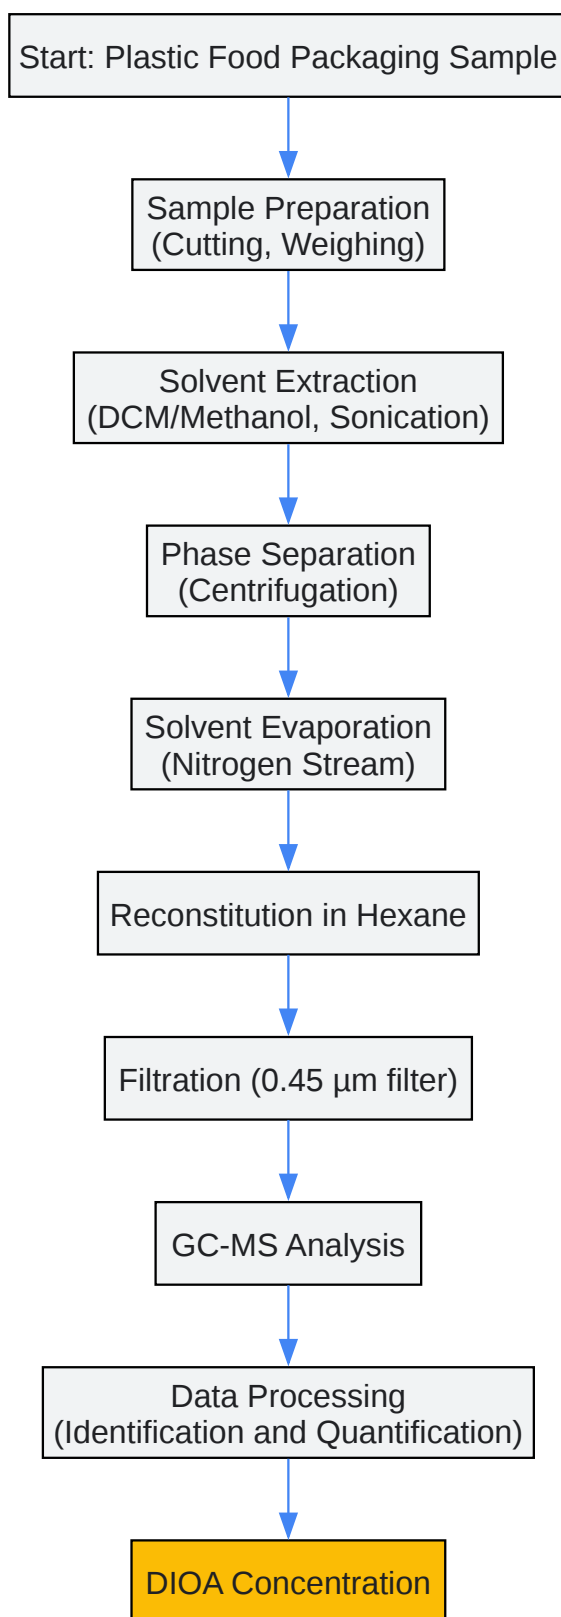 Start: Plastic Food Packaging Sample
Sample Preparation
(Cutting, Weighing)
Solvent Extraction
(DCM/Methanol, Sonication)
Phase Separation
(Centrifugation)
Solvent Evaporation
(Nitrogen Stream)
Reconstitution in Hexane
Filtration (0.45 µm filter)
GC-MS Analysis
Data Processing
(Identification and Quantification)
DIOA Concentration